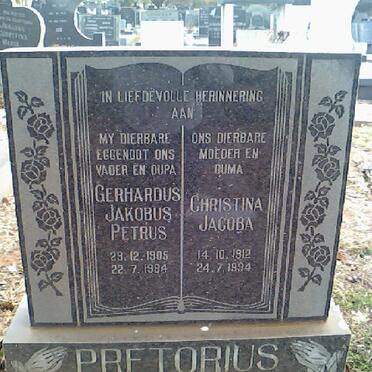 IN LIEFDEVOLLE HERINNERING
AAN
MY DIERBARE
EGGENOOT ONS
VADER EN OUPA
GERHARDUS
JAKOBUS
PETRUS
29.12.1905
22.7.1984
ONS DIERBARE
MOEDER EN
OUMA
CHRISTINA
JACOBA
14.10.1912
24.7.1994
PRETORIUS